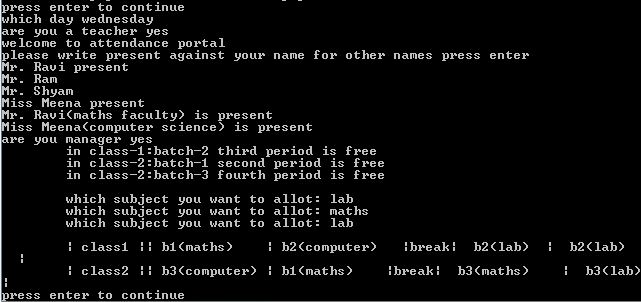 press enter to continue
which day wednesday
are you a teacher yes
welcome to attendance portal
please write present against your name for other names press enter
Mr. Ravi present
Mr. Ram
Mr. Shyam
Miss Meena present
Mr. Ravi(maths faculty) is present
Miss Meena(computer science) is present
are you manager yes
in class-1:batch-2 third period is free
in class-2:batch-1 second period is free
in class-2:batch-3 fourth period is free
which subject you want to allot: lab
which subject you want to allot: maths
which subject you want to allot: lab
| class1 || b1(maths) | b2(computer) |break| b2(lab) | b2(lab)
|
| class2 || b3(computer) | b1(maths) |break| b3(maths) | b3(lab)
|
press enter to continue